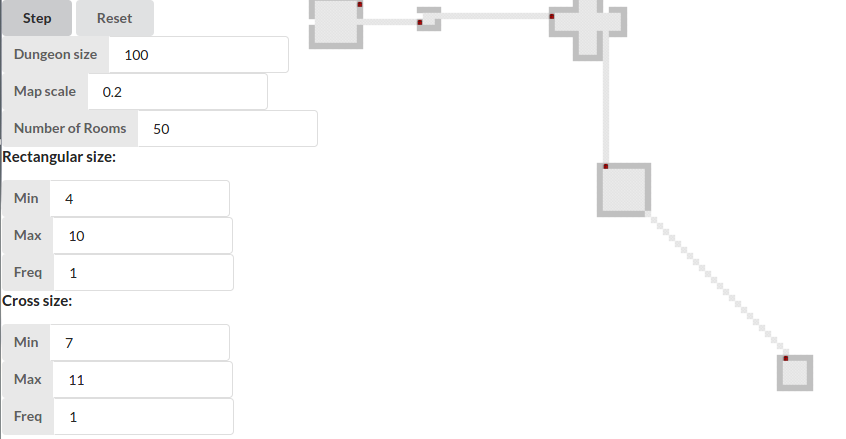 Step Reset
Dungeon size 100
Map scale 0.2
Number of Rooms 50
Rectangular size:
Min 4
Max 10
Freq 1
Cross size:
Min 7
Max 11
Freq 1